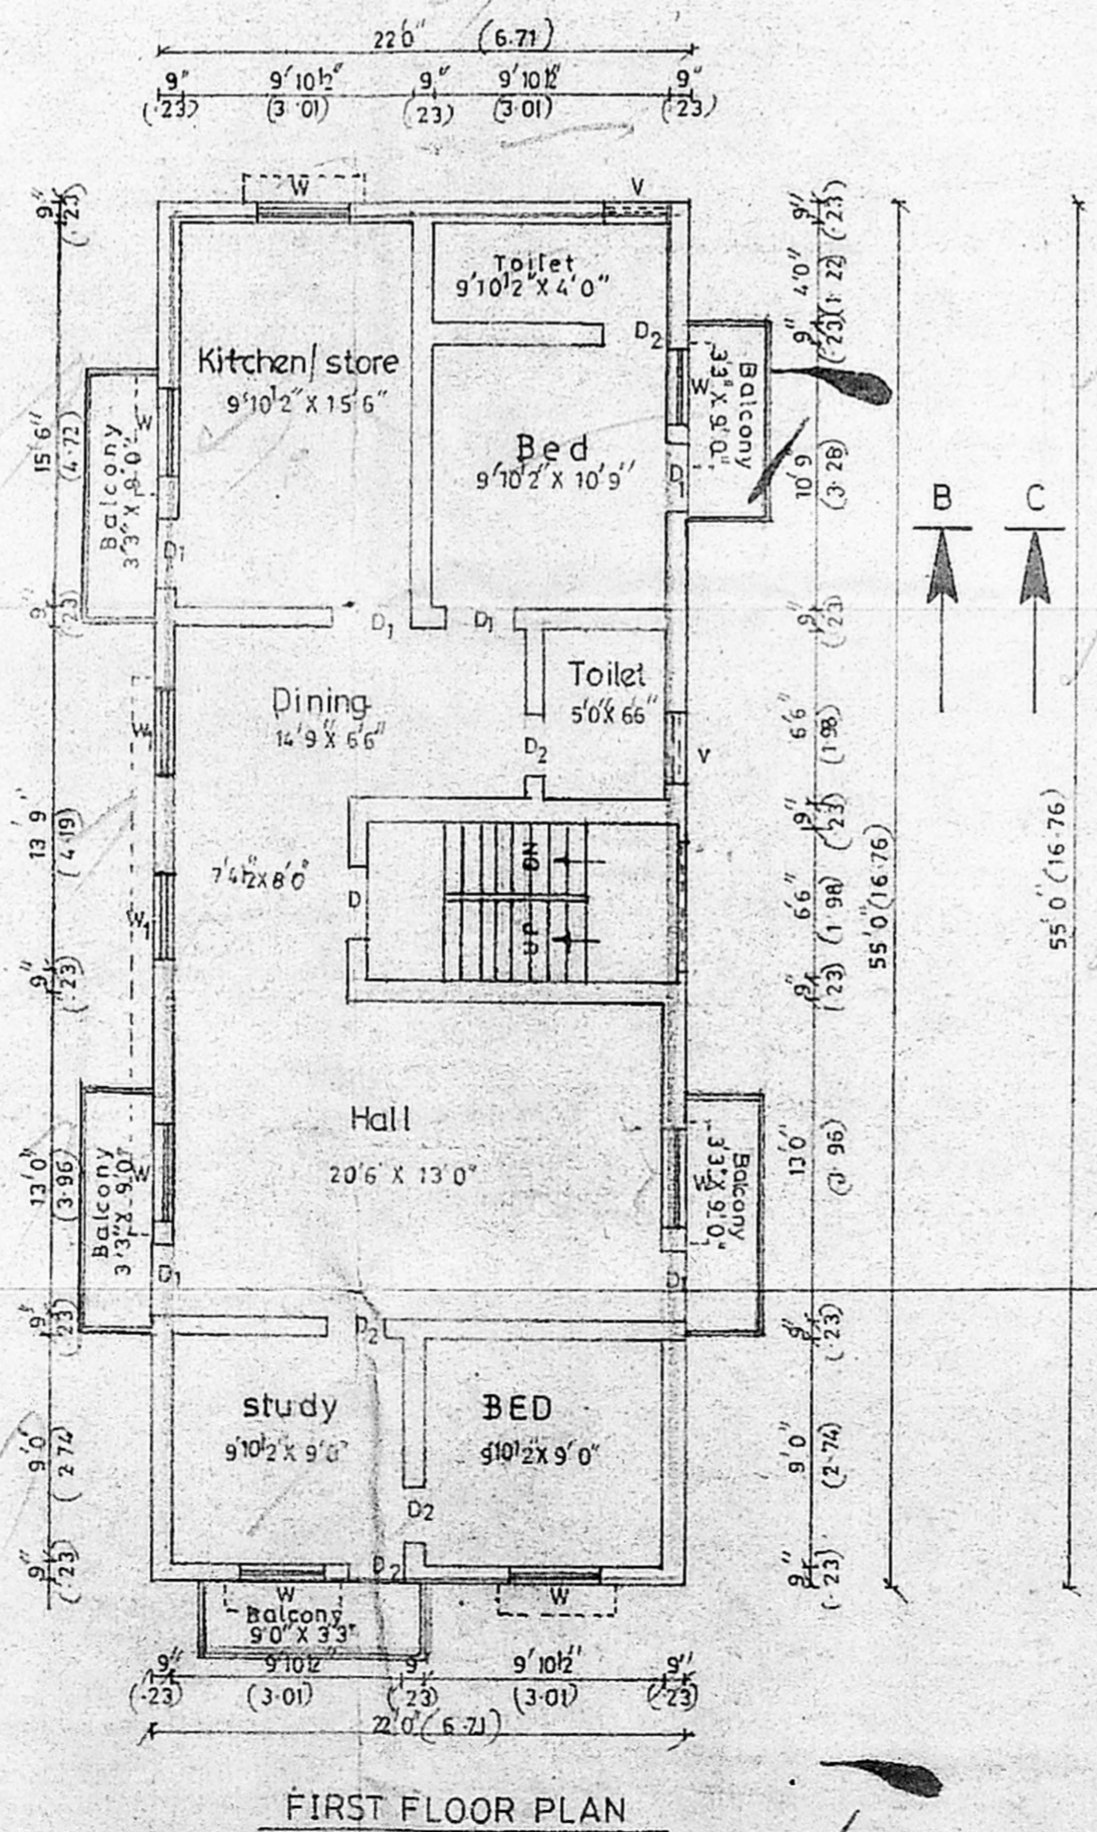 22'0" (6.71)
9" 9'10½" 9" 9'10½" 9"
(.23) (3.01) (23) (3.01) (.23)
W V
9" (.23)
9" (.23)
Toilet
9'10½" X 4'0"
4'0" (1.22)
D2
9" (.23)
Kitchen/store
9'10½" X 15'6"
W
Balcony
3'3" X 9'0"
Bed
9'10½" X 10'9"
W
Balcony
3'3" X 9'0"
D1
10'9 (3.28)
15'6" (4.72)
W
D1
B C
9" (.23)
D1 D1
9" (.23)
Dining
14'9 X 6'6"
Toilet
5'0"X 66"
W1
D2
V
6'6" (1.98)
13'9" (4.19)
9" (.23)
7'4½"X8'0"
W1
D
DN
UP
6'6" (1.98)
55'0" (16.76)
55'0" (16.76)
9" (.23)
9" (.23)
Hall
20'6" X 13'0"
13'0" (3.96)
Balcony
3'3" X 9'0"
W
D1
W
Balcony
3'3" X 9'0"
13'0"
D1
9" (.23)
D2
9" (.23)
study
9'10½ X 9'0"
BED
9'10½X 9'0"
9'0" (2.74)
9'0" (2.74)
D2
9" (.23)
D2
9" (.23)
W W
Balcony
9'0" X 3'3"
9" 9'10½" 9" 9'10½" 9"
(.23) (3.01) (.23) (3.01) (.23)
22'0" (6.71)
FIRST FLOOR PLAN